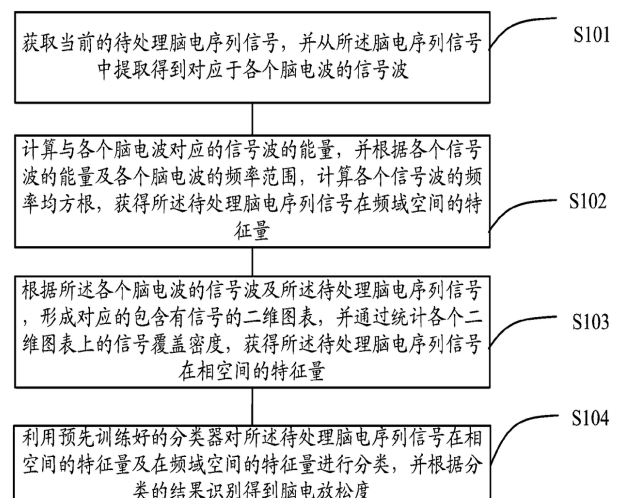 获取当前的待处理脑电序列信号，并从所述脑电序列信号
中提取得到对应于各个脑电波的信号波
S101
计算与各个脑电波对应的信号波的能量，并根据各个信号
波的能量及各个脑电波的频率范围，计算各个信号波的频
率均方根，获得所述待处理脑电序列信号在频域空间的特
征量
S102
根据所述各个脑电波的信号波及所述待处理脑电序列信号
，形成对应的包含有信号的二维图表，并通过统计各个二
维图表上的信号覆盖密度，获得所述待处理脑电序列信号
在相空间的特征量
S103
利用预先训练好的分类器对所述待处理脑电序列信号在相
空间的特征量及在频域空间的特征量进行分类，并根据分
类的结果识别得到脑电放松度
S104